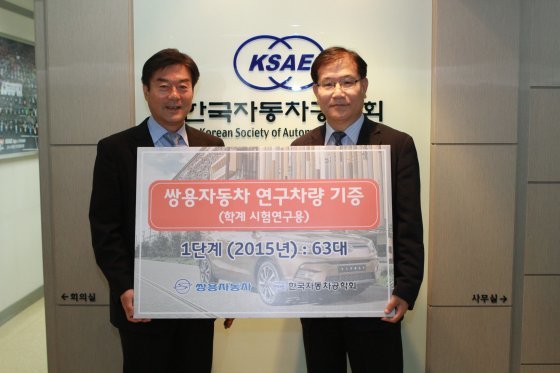 KSAE
한국자동차공학회
Korean Society of Autom
쌍용자동차 연구차량 기증
(학계 시험연구용)
1단계 (2015년) : 63대
쌍용자동차 한국자동차공학회
←회의실
사무실→